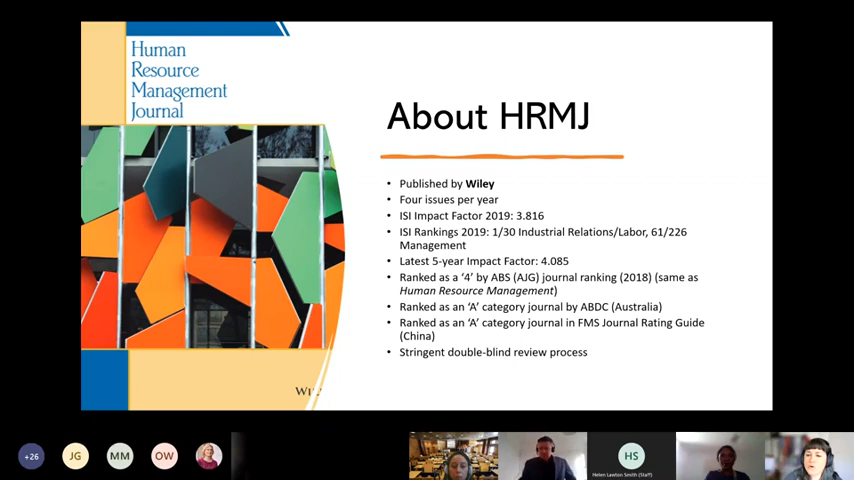 Human
Resource
Management
Journal
About HRMJ
• Published by Wiley
• Four issues per year
• ISI Impact Factor 2019: 3.816
• ISI Rankings 2019: 1/30 Industrial Relations/Labor, 61/226
Management
• Latest 5-year Impact Factor: 4.085
• Ranked as a ‘4’ by ABS (AJG) journal ranking (2018) (same as
Human Resource Management)
• Ranked as an ‘A’ category journal by ABDC (Australia)
• Ranked as an ‘A’ category journal in FMS Journal Rating Guide
(China)
• Stringent double-blind review process
+26
JG
MM
OW
HS
Helen Lawton Smith (Staff)